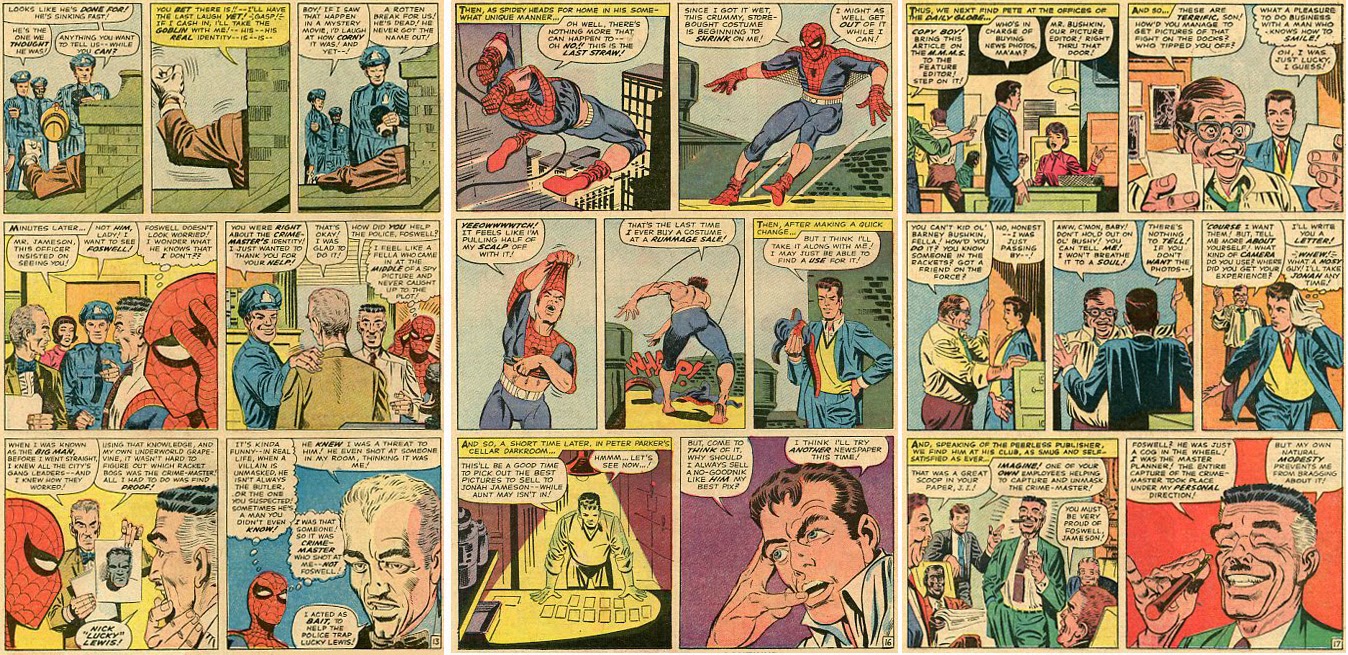 LOOKS LIKE HE'S DONE FOR!
HE'S SINKING FAST!
HE'S THE
ONE WE
THOUGHT
HE WAS!
ANYTHING YOU WANT
TO TELL US--WHILE
YOU CAN?
YOU BET THERE IS!!--I'LL HAVE
THE LAST LAUGH YET!-GASP!-
IF I CASH IN, I'LL TAKE THE
GOBLIN WITH ME!--HIS--HIS
REAL IDENTITY--IS--IS--
BOY! IF I SAW
THAT HAPPEN
IN A MYSTERY
MOVIE, I'D LAUGH
AT HOW CORNY
IT WAS! AND
YET--!
A ROTTEN
BREAK FOR US!
HE'S DEAD! HE
NEVER GOT THE
NAME OUT!
MINUTES LATER...
MR. JAMESON,
THIS OFFICER
INSISTED ON
SEEING YOU!
NOT HIM,
LADY! I
WANT TO SEE
FOSWELL!
FOSWELL DOESN'T
LOOK WORRIED!
I WONDER WHAT
HE KNOWS THAT
I DON'T??
YOU WERE RIGHT
ABOUT THE CRIME-
MASTER'S IDENTITY!
I JUST WANTED TO
THANK YOU FOR
YOUR HELP!
THAT'S
OKAY! I
WAS GLAD
TO DO IT!
HOW DID YOU HELP
THE POLICE, FOSWELL?
I FEEL LIKE A
FELLA WHO CAME
IN AT THE
MIDDLE OF A SPY
PICTURE AND
NEVER CAUGHT
UP TO THE
PLOT!
WHEN I WAS KNOWN
AS THE BIG MAN,
BEFORE I WENT STRAIGHT,
I KNEW ALL THE CITY'S
GANG LEADERS--AND
I KNEW HOW THEY
WORKED!
USING THAT KNOWLEDGE, AND
MY OWN UNDERWORLD GRAPE-
VINE, IT WASN'T HARD TO
FIGURE OUT WHICH RACKET
BOSS WAS THE CRIME-MASTER!
ALL I HAD TO DO WAS FIND
PROOF!
NICK
"LUCKY"
LEWIS!
IT'S KINDA
FUNNY--IN REAL
LIFE, WHEN A
VILLAIN IS
UNMASKED, HE
ISN'T ALWAYS
THE BUTLER,
OR THE ONE
YOU SUSPECTED!
SOMETIMES HE'S
A MAN YOU
DIDN'T EVEN
KNOW!
HE KNEW I WAS A THREAT TO
HIM! HE EVEN SHOT AT SOMEONE
IN MY ROOM, THINKING IT WAS
ME!
I WAS THAT
SOMEONE,
SO IT WAS
CRIME-
MASTER
WHO SHOT AT
ME--NOT
FOSWELL!
I ACTED AS
BAIT, TO
HELP THE
POLICE TRAP
LUCKY LEWIS!
13
THEN, AS SPIDEY HEADS FOR HOME IN HIS SOME-
WHAT UNIQUE MANNER...
OH WELL, THERE'S
NOTHING MORE THAT
CAN HAPPEN TO--
OH NO!! THIS IS THE
LAST STRAW!
SINCE I GOT IT WET,
THIS CRUMMY, STORE-
BOUGHT COSTUME
IS BEGINNING TO
SHRINK ON ME!
I MIGHT AS
WELL GET
OUT OF IT
WHILE I
CAN!
YEEOWWWWTCH!
IT FEELS LIKE I'M
PULLING HALF OF
MY SCALP OFF
WITH IT!
THAT'S THE LAST TIME
I EVER BUY A COSTUME
AT A RUMMAGE SALE!
WHAP!
THEN, AFTER MAKING A QUICK
CHANGE...
BUT I THINK I'LL
TAKE IT ALONG WITH ME!
I MAY JUST BE ABLE TO
FIND A USE FOR IT!
AND SO, A SHORT TIME LATER, IN PETER PARKER'S
CELLAR DARKROOM...
THIS'LL BE A GOOD TIME
TO PICK OUT THE BEST
PICTURES TO SELL TO
JONAH JAMESON--WHILE
AUNT MAY ISN'T IN!
HMMM... LET'S
SEE NOW...!
BUT, COME TO
THINK OF IT,
WHY SHOULD
I ALWAYS SELL
A NO-GOODNIK
LIKE HIM MY
BEST PIX?
I THINK I'LL TRY
ANOTHER NEWSPAPER
THIS TIME!
16
THUS, WE NEXT FIND PETE AT THE OFFICES OF
THE DAILY GLOBE...
COPY BOY!
BRING THIS
ARTICLE ON
THE M.M.M.S.
TO THE
FEATURE
EDITOR!
STEP ON IT!
WHO'S IN
CHARGE OF
BUYING
NEWS PHOTOS,
MA'AM?
MR. BUSHKIN,
OUR PICTURE
EDITOR! RIGHT
THRU THAT
DOOR!
AND SO...
THESE ARE
TERRIFIC, SON!
HOW'D YOU MANAGE TO
GET PICTURES OF THAT
FIGHT AT THE DOCKS?
WHO TIPPED YOU OFF?
WHAT A PLEASURE
TO DO BUSINESS
WITH A MAN WHO
KNOWS HOW TO
SMILE!
OH, I WAS
JUST LUCKY,
I GUESS!
YOU CAN'T KID OL'
BARNEY BUSHKIN,
FELLA! HOW'D YOU
DO IT? YOU KNOW
SOMEONE IN THE
RACKETS? GOT A
FRIEND ON THE
FORCE?
NO, HONEST
--I WAS
JUST
PASSING
BY--!
AWW, C'MON, BABY!
DON'T HOLD OUT ON
OL' BUSHY! YOU
CAN TELL ME!
I WON'T BREATHE
IT TO A SOUL!
THERE'S
NOTHING
TO TELL!
IF YOU
DON'T
WANT THE
PHOTOS--!
'COURSE I WANT
THEM! BUT, TELL
ME MORE ABOUT
YOURSELF! WHAT
KIND OF CAMERA
DO YOU USE? WHERE
DID YOU GET YOUR
EXPERIENCE?
I'LL WRITE
YOU A
LETTER!
-WHEW!-
WHAT A NOSY
GUY! I'LL TAKE
JONAH ANY
TIME!
AND, SPEAKING OF THE PEERLESS PUBLISHER,
WE FIND HIM AT HIS CLUB, AS SMUG AND SELF-
SATISFIED AS EVER...
THAT WAS A GREAT
SCOOP IN YOUR
PAPER, J.J.!
IMAGINE! ONE OF YOUR
OWN EMPLOYEES HELPING
TO CAPTURE AND UNMASK
THE CRIME-MASTER!
YOU MUST
BE VERY
PROUD OF
FOSWELL,
JAMESON!
FOSWELL? HE WAS JUST
A COG IN THE WHEEL! I
WAS THE MASTER
PLANNER! THE ENTIRE
CAPTURE OF THE CRIME-
MASTER TOOK PLACE
UNDER MY PERSONAL
DIRECTION!
BUT MY OWN
NATURAL
MODESTY
PREVENTS ME
FROM BRAGGING
ABOUT IT!
17